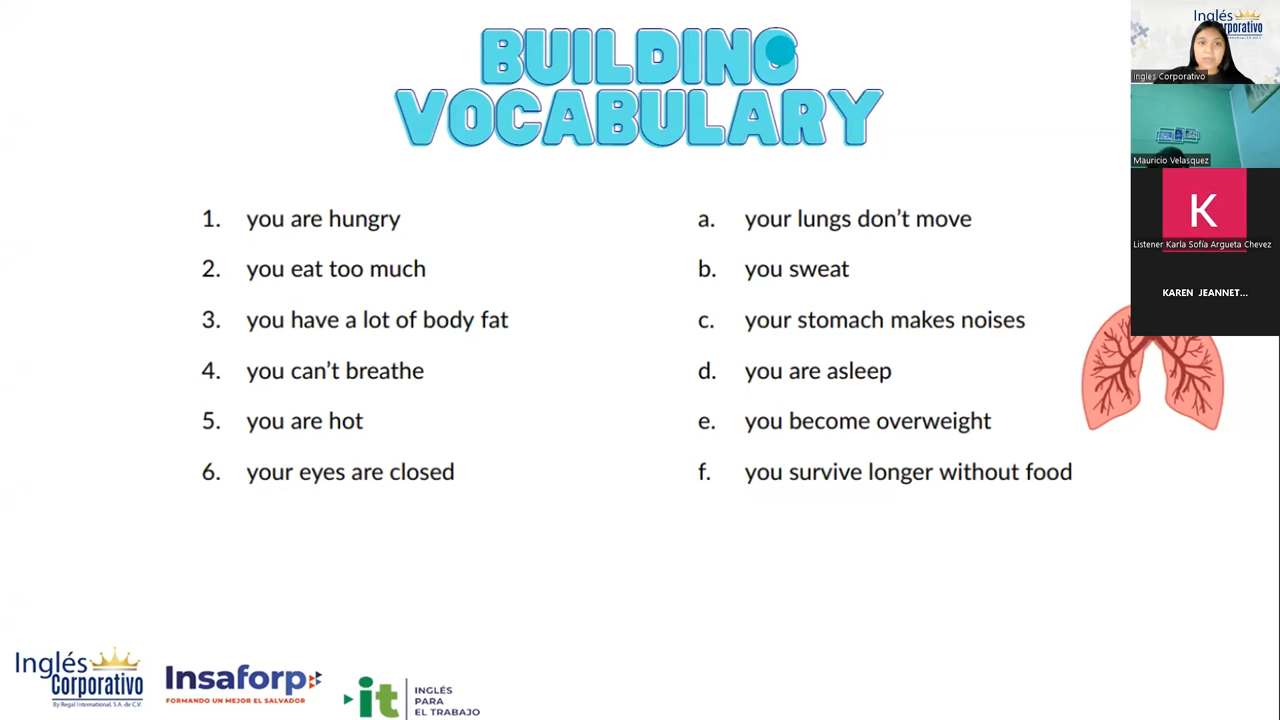 BUILDING
VOCABULARY
1. you are hungry
2. you eat too much
3. you have a lot of body fat
4. you can't breathe
5. you are hot
6. your eyes are closed
a. your lungs don't move
b. you sweat
c. your stomach makes noises
d. you are asleep
e. you become overweight
f. you survive longer without food
Inglés
Corporativo
Ingles Corporativo
Mauricio Velasquez
K
Listener Karla Sofía Argueta Chevez
KAREN JEANNET...
Inglés
Corporativo
By Regal International, S.A. de C.V.
Insaforp
FORMANDO UN MEJOR EL SALVADOR
it
INGLÉS
PARA
EL TRABAJO